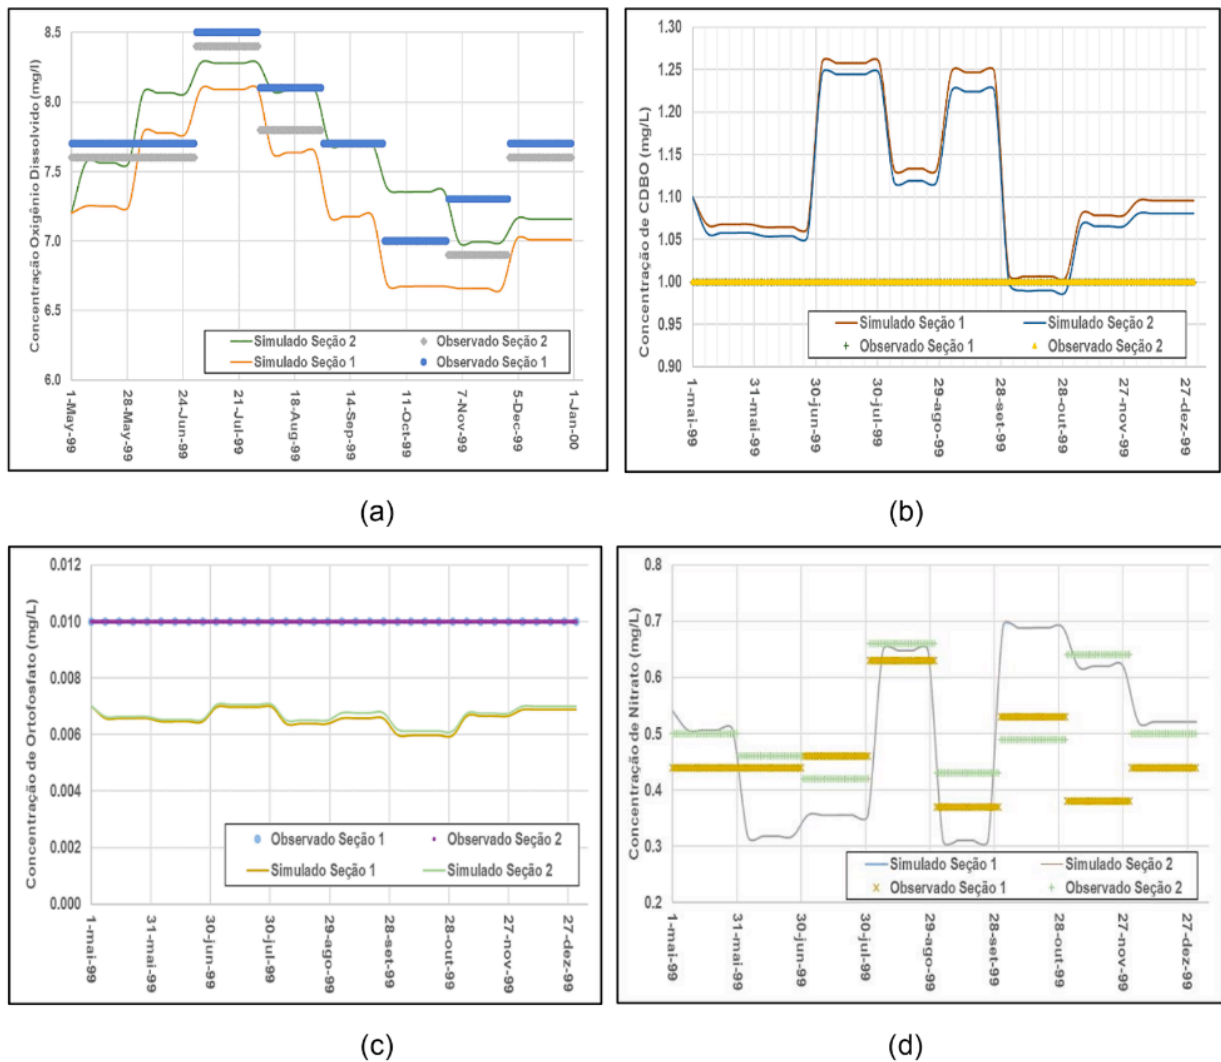 Concentração Oxigênio Dissolvido (mg/l)
8.5
8.0
7.5
7.0
6.5
6.0
Simulado Seção 2
Observado Seção 2
Simulado Seção 1
Observado Seção 1
1-May-99
28-May-99
24-Jun-99
21-Jul-99
18-Aug-99
14-Sep-99
11-Oct-99
7-Nov-99
5-Dec-99
1-Jan-00
(a)
Concentração de CDBO (mg/L)
1.30
1.25
1.20
1.15
1.10
1.05
1.00
0.95
0.90
Simulado Seção 1
Simulado Seção 2
Observado Seção 1
Observado Seção 2
1-mai-99
31-mai-99
30-jun-99
30-jul-99
29-ago-99
28-set-99
28-out-99
27-nov-99
27-dez-99
(b)
Concentração de Ortofosfato (mg/L)
0.012
0.010
0.008
0.006
0.004
0.002
0.000
Observado Seção 1
Observado Seção 2
Simulado Seção 1
Simulado Seção 2
1-mai-99
31-mai-99
30-jun-99
30-jul-99
29-ago-99
28-set-99
28-out-99
27-nov-99
27-dez-99
(c)
Concentração de Nitrato (mg/L)
0.8
0.7
0.6
0.5
0.4
0.3
0.2
Simulado Seção 1
Simulado Seção 2
Observado Seção 1
Observado Seção 2
1-mai-99
31-mai-99
30-jun-99
30-jul-99
29-ago-99
28-set-99
28-out-99
27-nov-99
27-dez-99
(d)